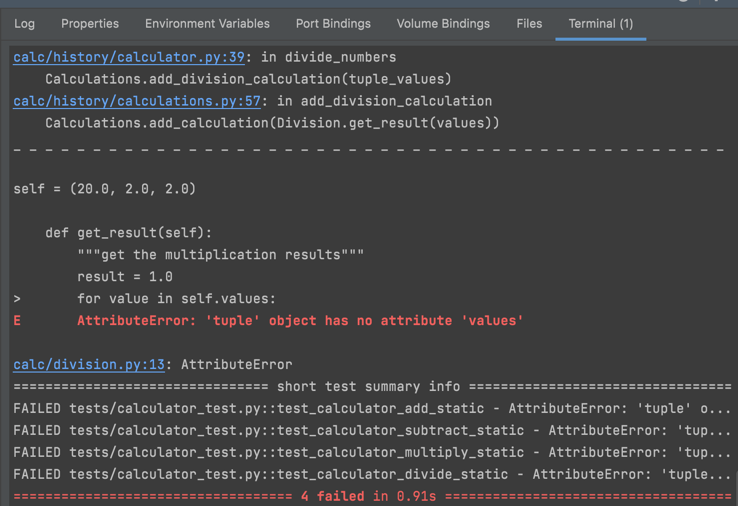 Log Properties Environment Variables Port Bindings Volume Bindings Files Terminal (1)
calc/history/calculator.py:39: in divide_numbers
    Calculations.add_division_calculation(tuple_values)
calc/history/calculations.py:57: in add_division_calculation
    Calculations.add_calculation(Division.get_result(values))
_ _ _ _ _ _ _ _ _ _ _ _ _ _ _ _ _ _ _ _ _ _ _ _ _ _ _ _ _ _ _ _ _ _ _ _ _ _ _ _ _ _ _ _ _
self = (20.0, 2.0, 2.0)
    def get_result(self):
        """get the multiplication results"""
        result = 1.0
>       for value in self.values:
E       AttributeError: 'tuple' object has no attribute 'values'
calc/division.py:13: AttributeError
================================ short test summary info =================================
FAILED tests/calculator_test.py::test_calculator_add_static - AttributeError: 'tuple' o...
FAILED tests/calculator_test.py::test_calculator_subtract_static - AttributeError: 'tup...
FAILED tests/calculator_test.py::test_calculator_multiply_static - AttributeError: 'tup...
FAILED tests/calculator_test.py::test_calculator_divide_static - AttributeError: 'tuple...
=================================== 4 failed in 0.91s ====================================